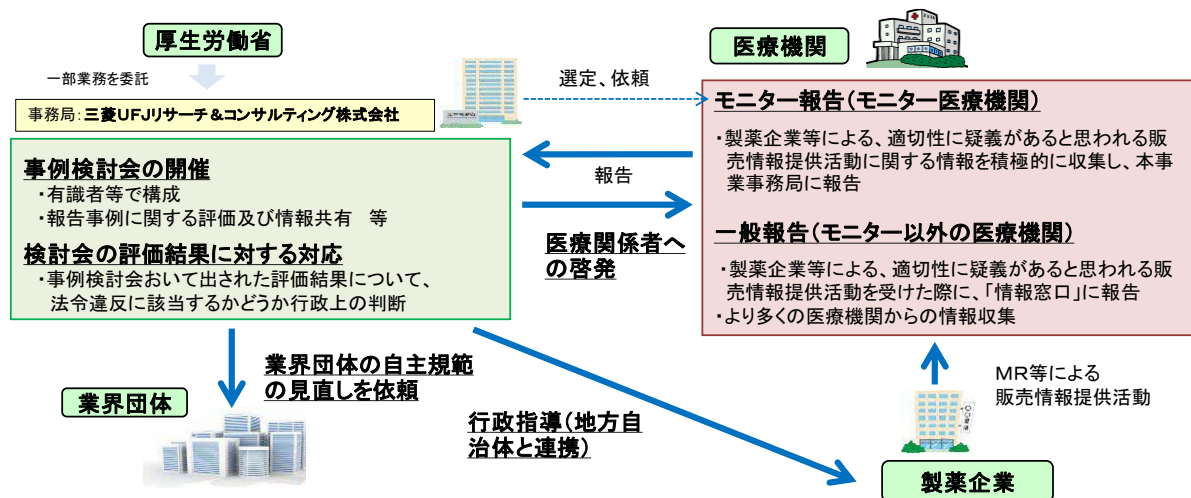 厚生労働省
一部業務を委託
事務局：三菱UFJリサーチ＆コンサルティング株式会社
事例検討会の開催
・有識者等で構成
・報告事例に関する評価及び情報共有　等
検討会の評価結果に対する対応
・事例検討会おいて出された評価結果について、
法令違反に該当するかどうか行政上の判断
選定、依頼
報告
医療関係者へ
の啓発
医療機関
モニター報告（モニター医療機関）
・製薬企業等による、適切性に疑義があると思われる販
売情報提供活動に関する情報を積極的に収集し、本事
業事務局に報告
一般報告（モニター以外の医療機関）
・製薬企業等による、適切性に疑義があると思われる販
売情報提供活動を受けた際に、「情報窓口」に報告
・より多くの医療機関からの情報収集
業界団体の自主規範
の見直しを依頼
業界団体
行政指導（地方自
治体と連携）
ＭＲ等による
販売情報提供活動
製薬企業